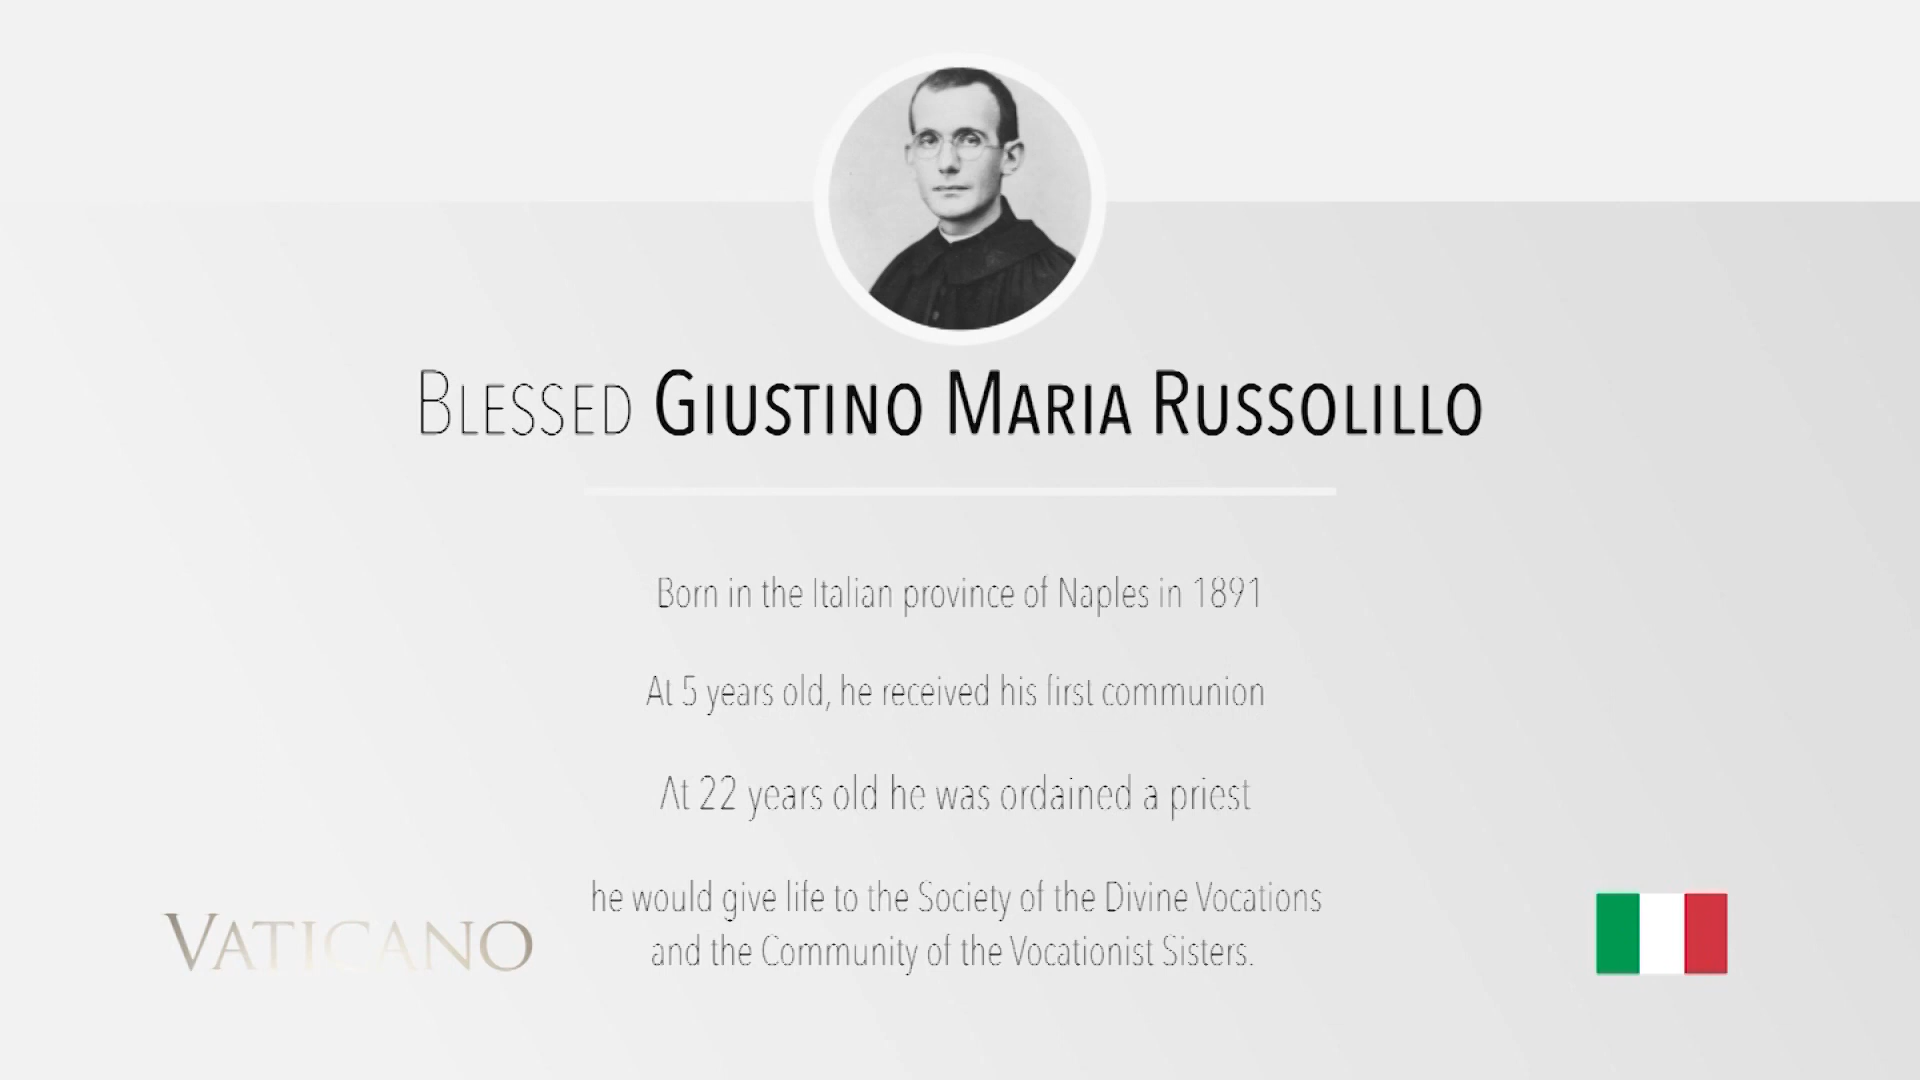 Blessed Giustino Maria Russolillo
Born in the Italian province of Naples in 1891
At 5 years old, he received his first communion
At 22 years old he was ordained a priest
he would give life to the Society of the Divine Vocations
and the Community of the Vocationist Sisters.
VATICANO